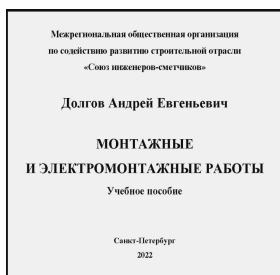 Межрегиональная общественная организация
по содействию развитию строительной отрасли
«Союз инженеров-сметчиков»
Долгов Андрей Евгеньевич
МОНТАЖНЫЕ
И ЭЛЕКТРОМОНТАЖНЫЕ РАБОТЫ
Учебное пособие
Санкт-Петербург
2022